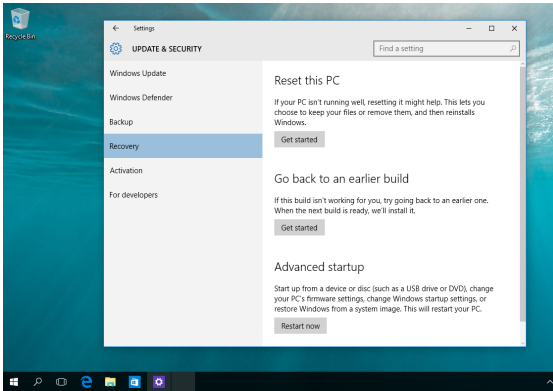 Recycle Bin
Settings
UPDATE & SECURITY
Find a setting
Windows Update
Windows Defender
Backup
Recovery
Activation
For developers
Reset this PC
If your PC isn't running well, resetting it might help. This lets you
choose to keep your files or remove them, and then reinstalls
Windows.
Get started
Go back to an earlier build
If this build isn't working for you, try going back to an earlier one.
When the next build is ready, we'll install it.
Get started
Advanced startup
Start up from a device or disc (such as a USB drive or DVD), change
your PC's firmware settings, change Windows startup settings, or
restore Windows from a system image. This will restart your PC.
Restart now